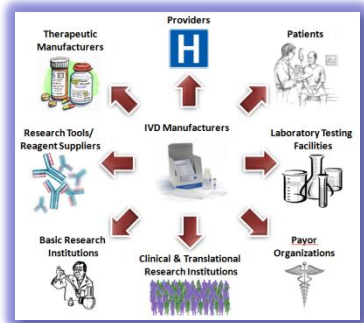 Providers
Therapeutic
Manufacturers
H
Patients
Research Tools/
Reagent Suppliers
IVD Manufacturers
Laboratory Testing
Facilities
Basic Research
Institutions
Clinical & Translational
Research Institutions
Payor
Organizations